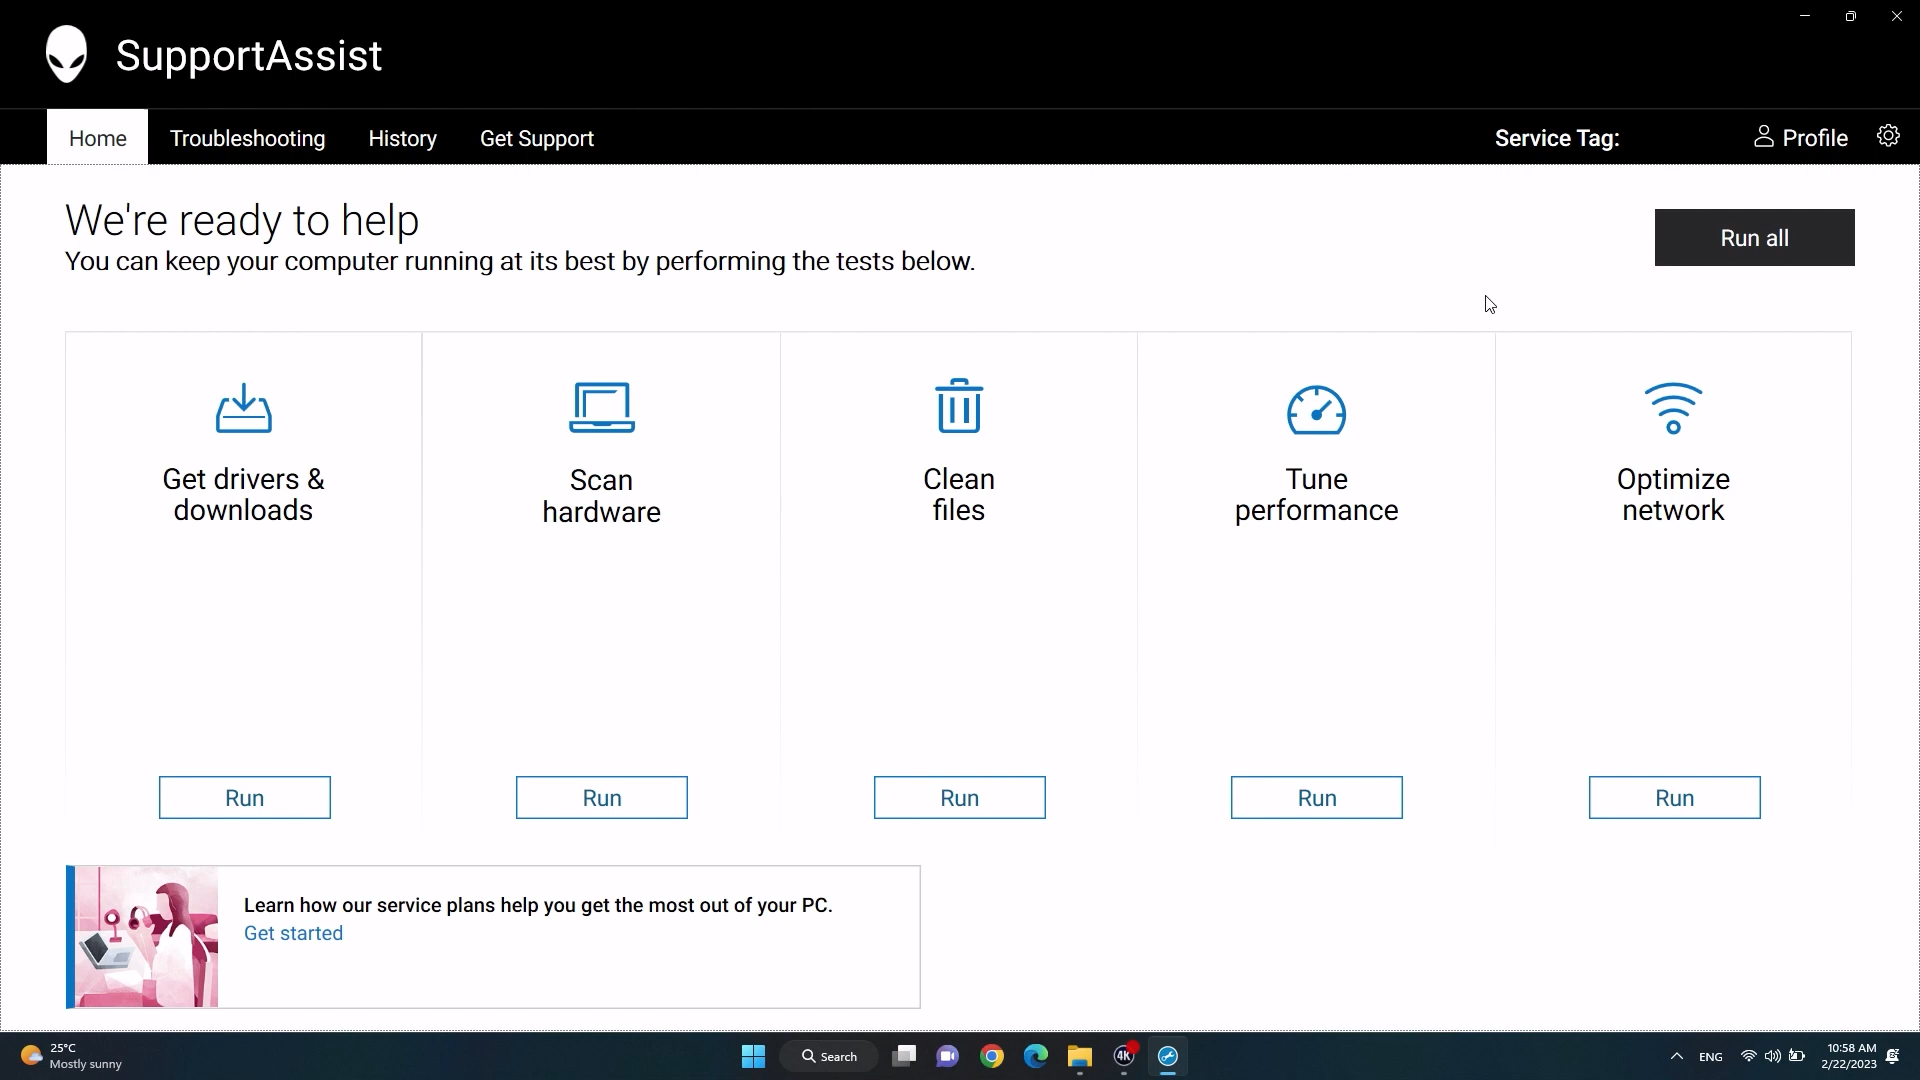 SupportAssist
Home
Troubleshooting
History
Get Support
Service Tag:
Profile
We're ready to help
You can keep your computer running at its best by performing the tests below.
Run all
Get drivers &
downloads
Scan
hardware
Clean
files
Tune
performance
Optimize
network
Run
Run
Run
Run
Run
Learn how our service plans help you get the most out of your PC.
Get started
25°C
Mostly sunny
Search
4K
ENG
10:58 AM
2/22/2023